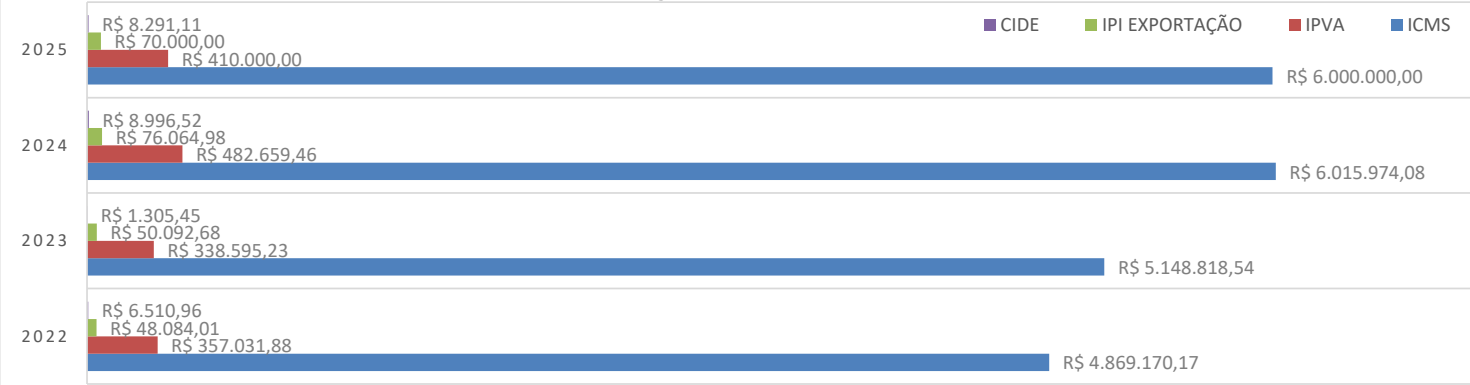 CIDE IPI EXPORTAÇÃO IPVA ICMS
2025
R$ 8.291,11
R$ 70.000,00
R$ 410.000,00
R$ 6.000.000,00
2024
R$ 8.996,52
R$ 76.064,98
R$ 482.659,46
R$ 6.015.974,08
2023
R$ 1.305,45
R$ 50.092,68
R$ 338.595,23
R$ 5.148.818,54
2022
R$ 6.510,96
R$ 48.084,01
R$ 357.031,88
R$ 4.869.170,17